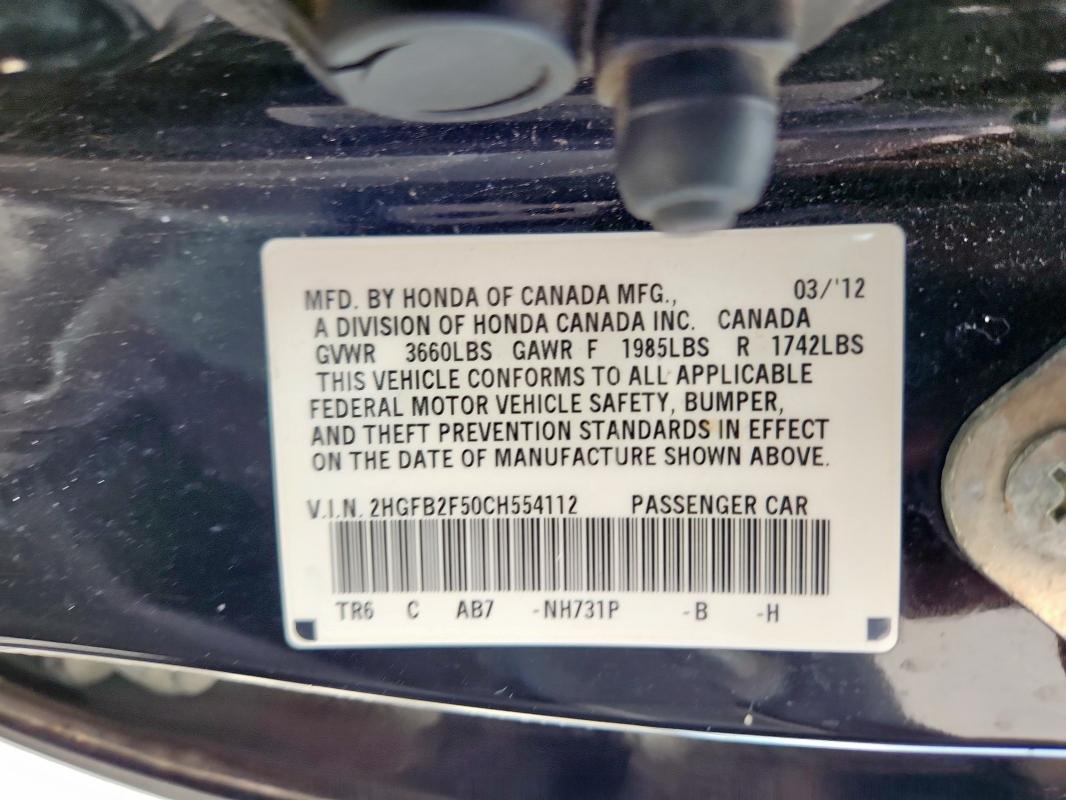 MFD. BY HONDA OF CANADA MFG., 03/'12
A DIVISION OF HONDA CANADA INC. CANADA
GVWR 3660LBS GAWR F 1985LBS R 1742LBS
THIS VEHICLE CONFORMS TO ALL APPLICABLE
FEDERAL MOTOR VEHICLE SAFETY, BUMPER,
AND THEFT PREVENTION STANDARDS IN EFFECT
ON THE DATE OF MANUFACTURE SHOWN ABOVE.
V.I.N. 2HGFB2F50CH554112 PASSENGER CAR
TR6 C AB7 -NH731P -B -H